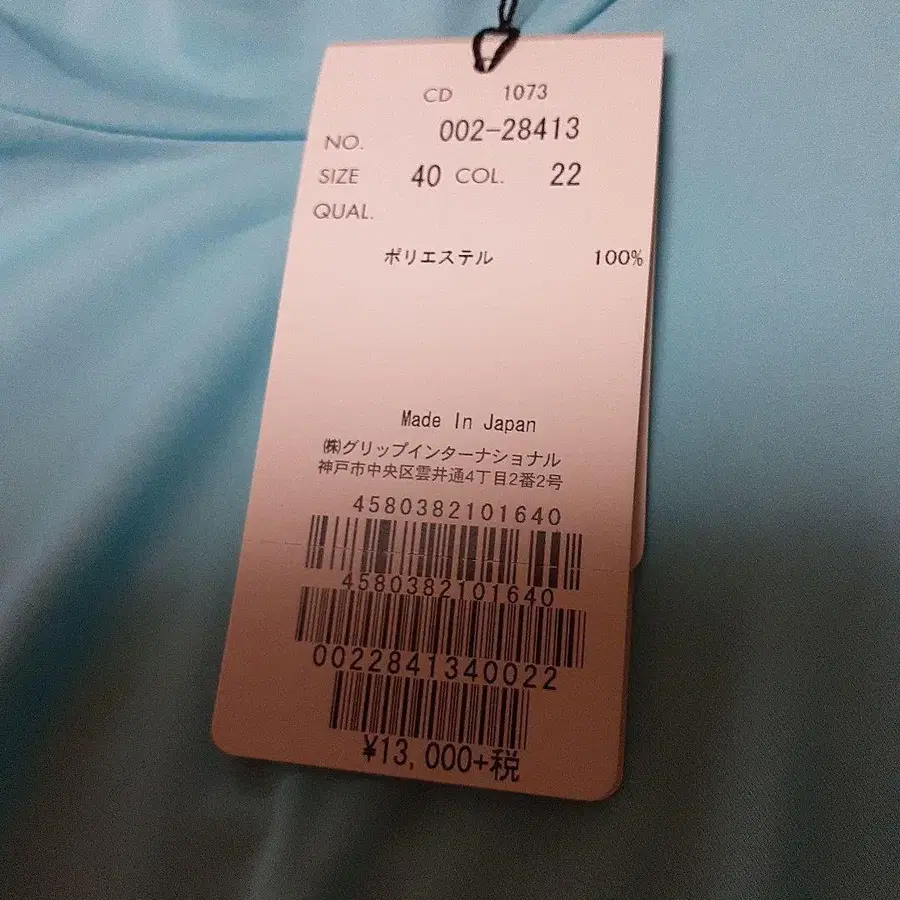 CD 1073
NO. 002-28413
SIZE 40 COL. 22
QUAL.
ポリエステル 100%
Made In Japan
㈱グリップインターナショナル
神戸市中央区雲井通4丁目2番2号
4580382101640
4580382101640
0022841340022
¥13,000+税